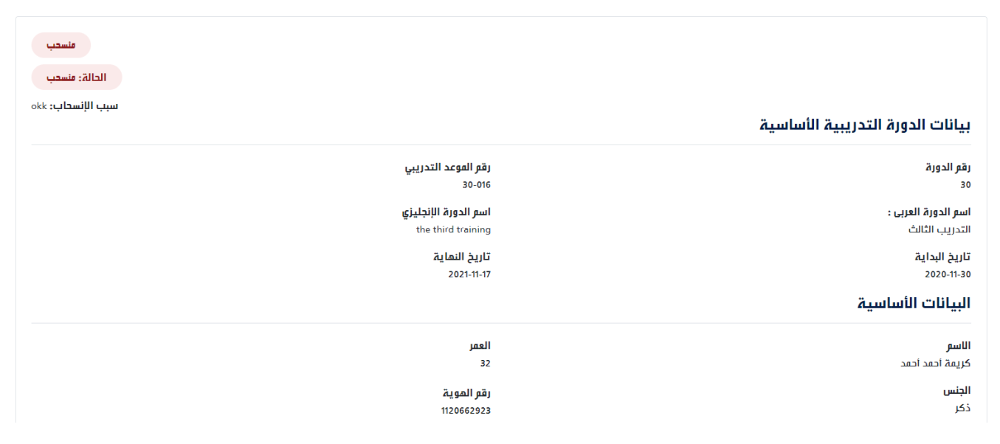 منسحب
الحالة: منسحب
سبب الإنسحاب: okk
بيانات الدورة التدريبية الأساسية
رقم الدورة
30
رقم الموعد التدريبي
30-016
اسم الدورة العربى :
التدريب الثالث
اسم الدورة الإنجليزي
the third training
تاريخ البداية
2020-11-30
تاريخ النهاية
2021-11-17
البيانات الأساسية
الاسم
كريمة أحمد أحمد
العمر
32
الجنس
ذكر
رقم الهوية
1120662923